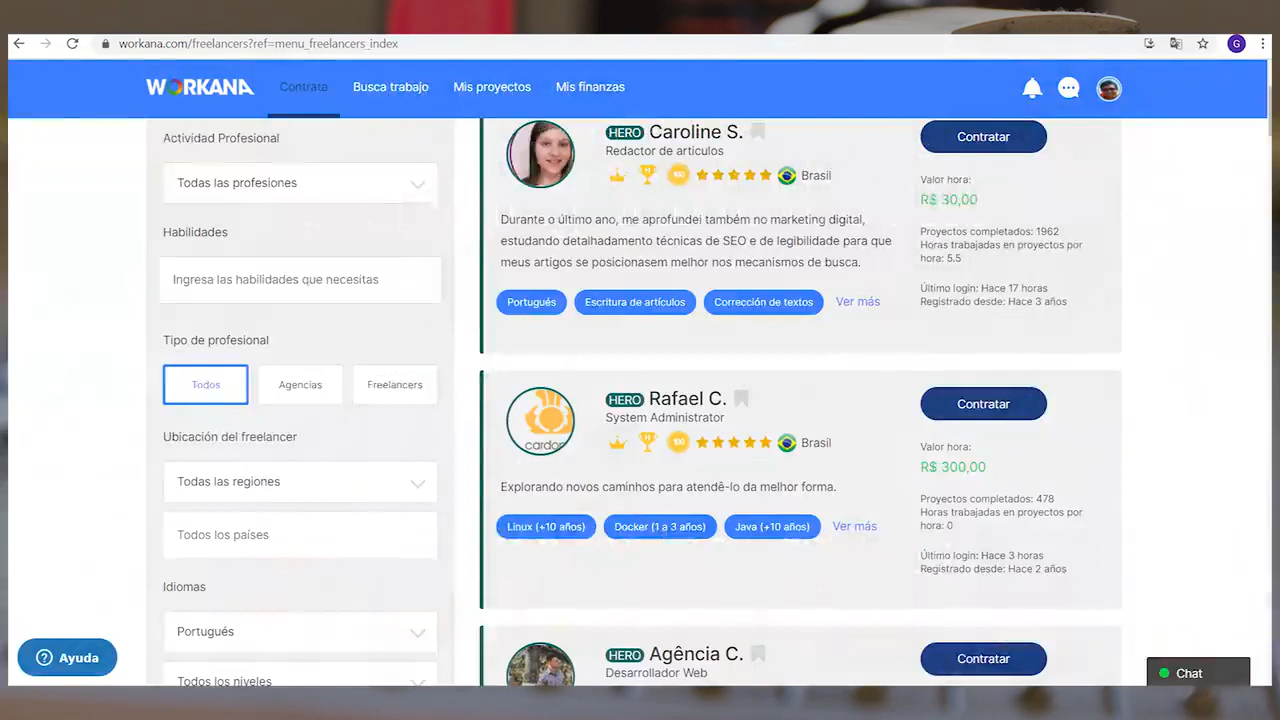 workana.com/freelancers?ref=menu_freelancers_index
G
WORKANA
Contrata
Busca trabajo
Mis proyectos
Mis finanzas
Actividad Profesional
Todas las profesiones
Habilidades
Ingresa las habilidades que necesitas
Tipo de profesional
Todos
Agencias
Freelancers
Ubicación del freelancer
Todas las regiones
Todos los países
Idiomas
Portugués
Todos los niveles
Ayuda
HERO Caroline S.
Redactor de artículos
100
Brasil
Durante o último ano, me aprofundei também no marketing digital,
estudando detalhadamento técnicas de SEO e de legibilidade para que
meus artigos se posicionasem melhor nos mecanismos de busca.
Portugués
Escritura de artículos
Corrección de textos
Ver más
Contratar
Valor hora:
R$ 30,00
Proyectos completados: 1962
Horas trabajadas en proyectos por
hora: 5.5
Último login: Hace 17 horas
Registrado desde: Hace 3 años
cardon
HERO Rafael C.
System Administrator
100
Brasil
Explorando novos caminhos para atendê-lo da melhor forma.
Linux (+10 años)
Docker (1 a 3 años)
Java (+10 años)
Ver más
Contratar
Valor hora:
R$ 300,00
Proyectos completados: 478
Horas trabajadas en proyectos por
hora: 0
Último login: Hace 3 horas
Registrado desde: Hace 2 años
HERO Agência C.
Desarrollador Web
Contratar
Chat